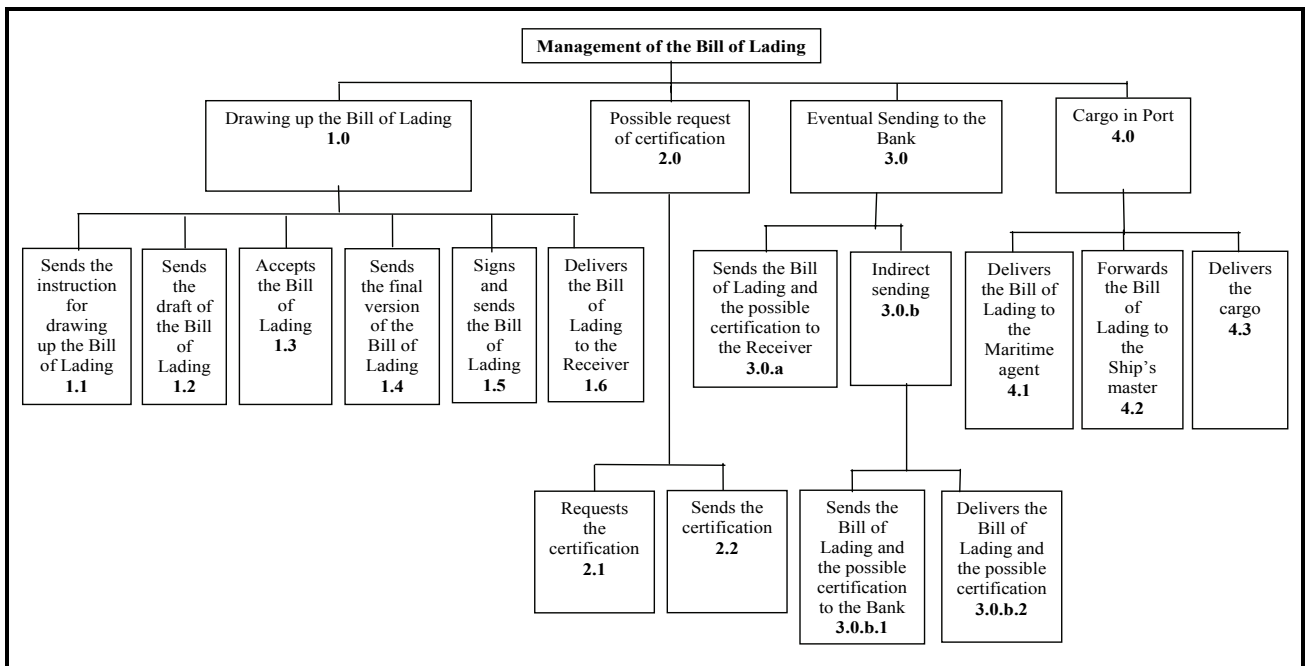 Management of the Bill of Lading
Drawing up the Bill of Lading
1.0
Possible request
of certification
2.0
Eventual Sending to the
Bank
3.0
Cargo in Port
4.0
Sends the
instruction
for
drawing
up the Bill
of Lading
1.1
Sends
the
draft of
the Bill
of
Lading
1.2
Accepts
the Bill
of
Lading
1.3
Sends
the final
version
of the
Bill of
Lading
1.4
Signs
and
sends
the Bill
of
Lading
1.5
Delivers
the Bill
of
Lading
to the
Receiver
1.6
Sends the Bill
of Lading and
the possible
certification to
the Receiver
3.0.a
Indirect
sending
3.0.b
Delivers
the Bill of
Lading to
the
Maritime
agent
4.1
Forwards
the Bill
of
Lading to
the
Ship's
master
4.2
Delivers
the
cargo
4.3
Requests
the
certification
2.1
Sends the
certification
2.2
Sends the
Bill of
Lading and
the possible
certification
to the Bank
3.0.b.1
Delivers the
Bill of
Lading and
the possible
certification
3.0.b.2